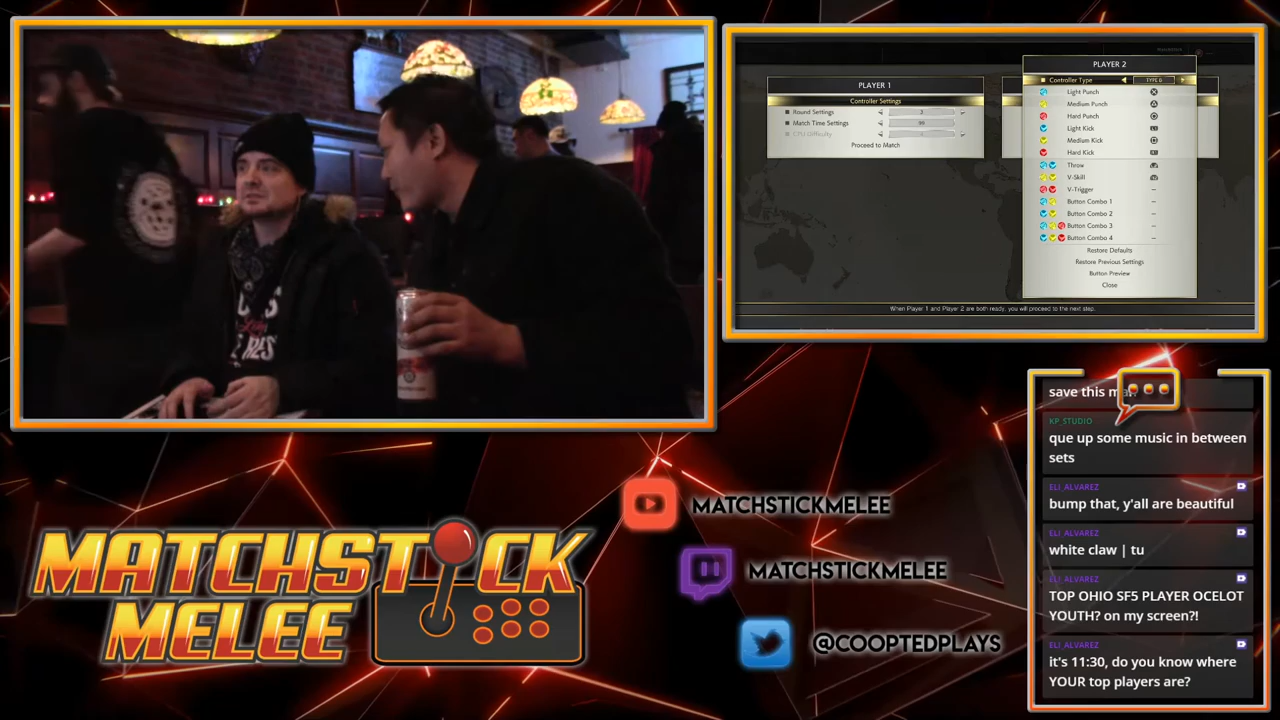 PLAYER 1
Controller Settings
Round Settings
3
Match Time Settings
99
CPU Difficulty
Proceed to Match
PLAYER 2
Controller Type
TYPE G
Light Punch
Medium Punch
Hard Punch
Light Kick
Medium Kick
Hard Kick
Throw
V-Skill
V-Trigger
Button Combo 1
Button Combo 2
Button Combo 3
Button Combo 4
Restore Defaults
Restore Previous Settings
Button Preview
Close
When Player 1 and Player 2 are both ready, you will proceed to the next step.
save this
KP_STUDIO
que up some music in between
sets
ELI_ALVAREZ
bump that, y'all are beautiful
ELI_ALVAREZ
white claw | tu
ELI_ALVAREZ
TOP OHIO SF5 PLAYER OCELOT
YOUTH? on my screen?!
ELI_ALVAREZ
it's 11:30, do you know where
YOUR top players are?
MATCHSTICKMELEE
MATCHSTICKMELEE
@COOPTEDPLAYS
MATCHSTICK
MELEE